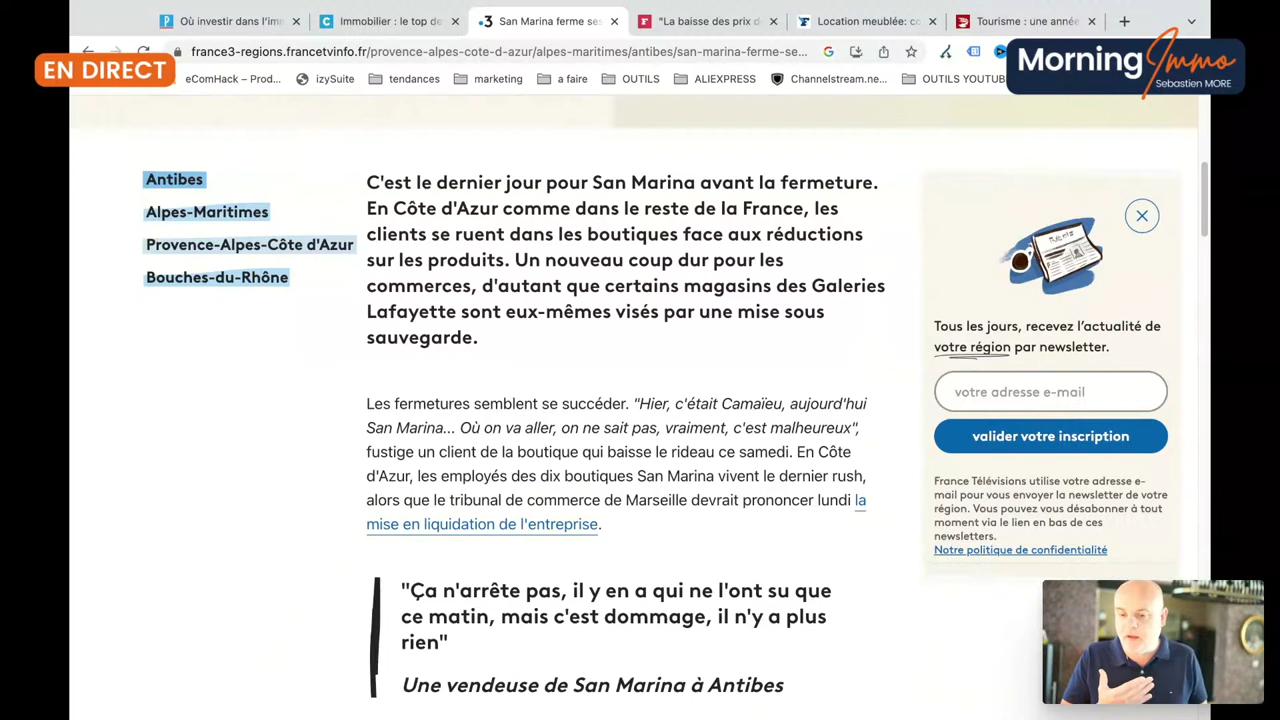 Où investir dans l'im
Immobilier : le top de
San Marina ferme ses
"La baisse des prix d
Location meublée: co
Tourisme : une année
france3-regions.francetvinfo.fr/provence-alpes-cote-d-azur/alpes-maritimes/antibes/san-marina-ferme-se...
EN DIRECT
Morning Immo
Sebastien MORE
eComHack – Prod...
izySuite
tendances
marketing
a faire
OUTILS
ALIEXPRESS
Channelstream.ne...
OUTILS YOUTUB
Antibes
Alpes-Maritimes
Provence-Alpes-Côte d'Azur
Bouches-du-Rhône
C'est le dernier jour pour San Marina avant la fermeture.
En Côte d'Azur comme dans le reste de la France, les
clients se ruent dans les boutiques face aux réductions
sur les produits. Un nouveau coup dur pour les
commerces, d'autant que certains magasins des Galeries
Lafayette sont eux-mêmes visés par une mise sous
sauvegarde.
Les fermetures semblent se succéder. "Hier, c'était Camaïeu, aujourd'hui
San Marina... Où on va aller, on ne sait pas, vraiment, c'est malheureux",
fustige un client de la boutique qui baisse le rideau ce samedi. En Côte
d'Azur, les employés des dix boutiques San Marina vivent le dernier rush,
alors que le tribunal de commerce de Marseille devrait prononcer lundi la
mise en liquidation de l'entreprise.
"Ça n'arrête pas, il y en a qui ne l'ont su que
ce matin, mais c'est dommage, il n'y a plus
rien"
Une vendeuse de San Marina à Antibes
Tous les jours, recevez l'actualité de
votre région par newsletter.
votre adresse e-mail
valider votre inscription
France Télévisions utilise votre adresse e-
mail pour vous envoyer la newsletter de votre
région. Vous pouvez vous désabonner à tout
moment via le lien en bas de ces
newsletters.
Notre politique de confidentialité